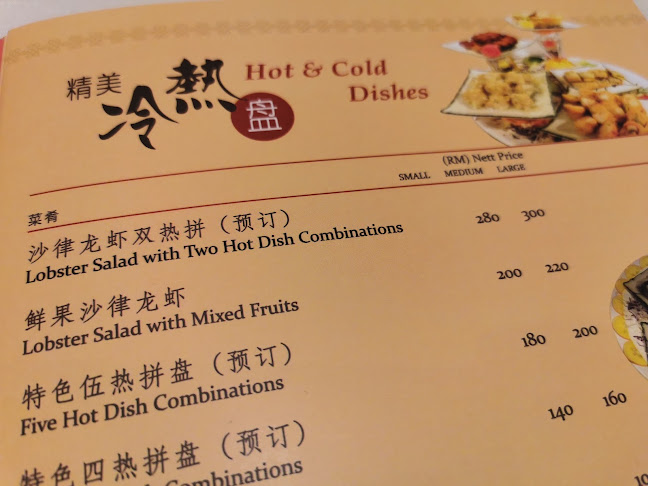 精美 冷熱盘
Hot & Cold
Dishes
(RM) Nett Price
SMALL MEDIUM LARGE
菜肴
沙律龙虾双热拼（预订） 280 300
Lobster Salad with Two Hot Dish Combinations
鲜果沙律龙虾 200 220
Lobster Salad with Mixed Fruits
特色伍热拼盘（预订） 180 200
Five Hot Dish Combinations
特色四热拼盘（预订） 140 160
Combinations